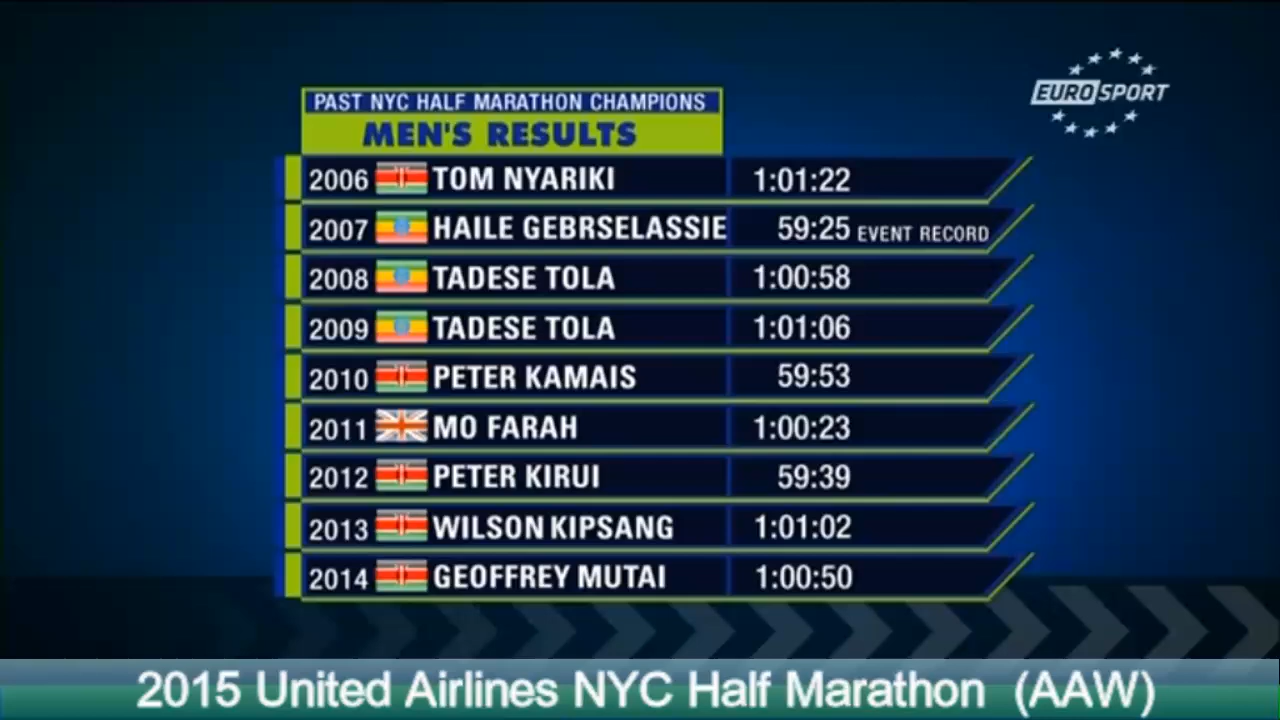 EUROSPORT
PAST NYC HALF MARATHON CHAMPIONS
MEN'S RESULTS
2006 TOM NYARIKI 1:01:22
2007 HAILE GEBRSELASSIE 59:25 EVENT RECORD
2008 TADESE TOLA 1:00:58
2009 TADESE TOLA 1:01:06
2010 PETER KAMAIS 59:53
2011 MO FARAH 1:00:23
2012 PETER KIRUI 59:39
2013 WILSON KIPSANG 1:01:02
2014 GEOFFREY MUTAI 1:00:50
2015 United Airlines NYC Half Marathon (AAW)